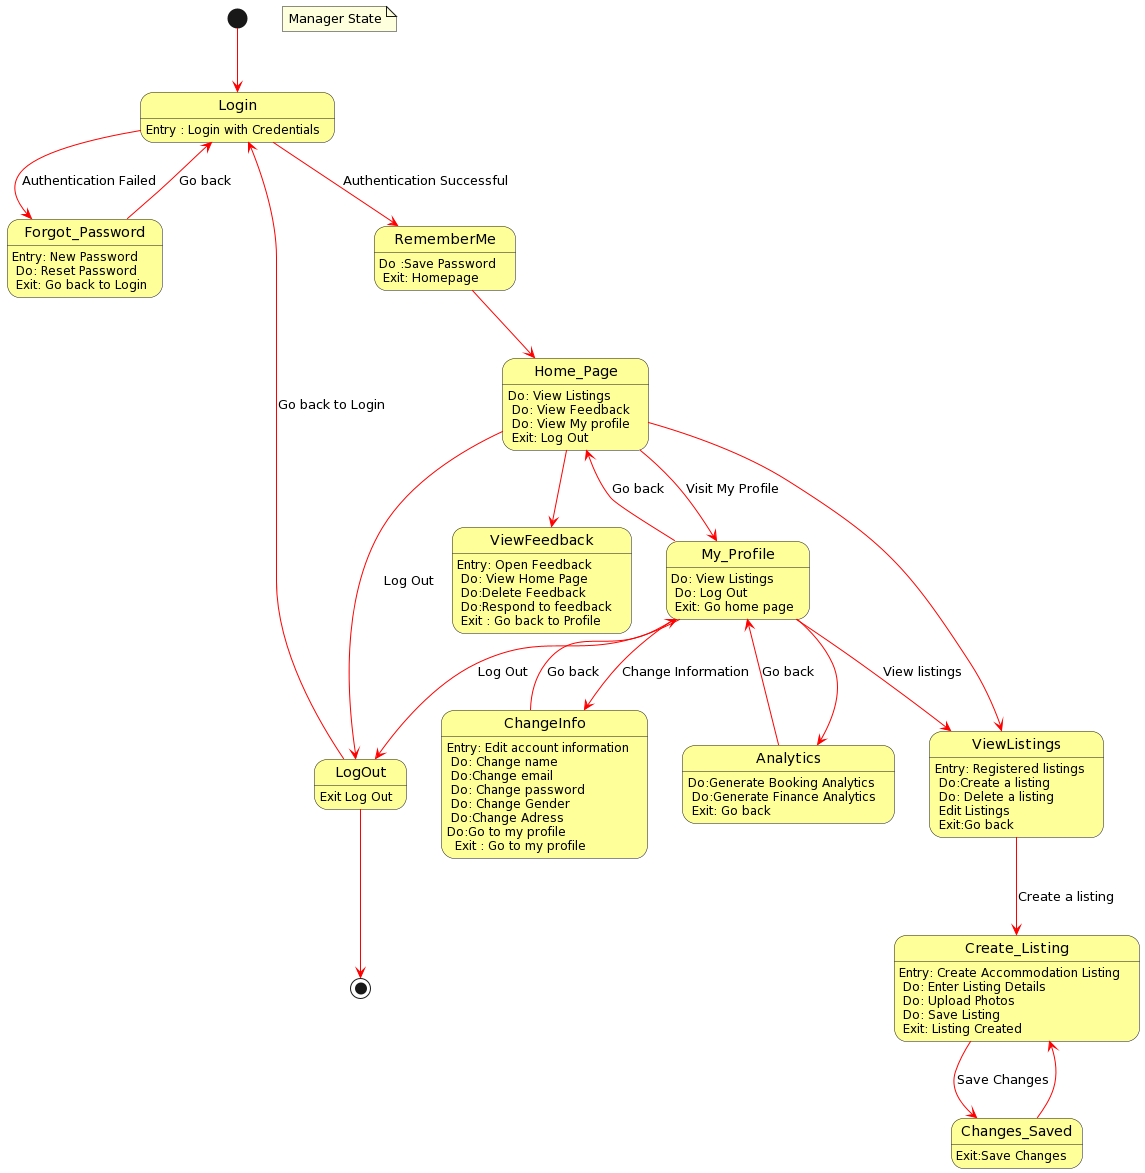 Manager State
Login
Entry : Login with Credentials
Authentication Failed
Go back
Authentication Successful
Forgot_Password
Entry: New Password
Do: Reset Password
Exit: Go back to Login
RememberMe
Do :Save Password
Exit: Homepage
Home_Page
Do: View Listings
Do: View Feedback
Do: View My profile
Exit: Log Out
Go back to Login
Go back
Visit My Profile
ViewFeedback
Entry: Open Feedback
Do: View Home Page
Do:Delete Feedback
Do:Respond to feedback
Exit : Go back to Profile
My_Profile
Do: View Listings
Do: Log Out
Exit: Go home page
Log Out
Log Out
Go back
Change Information
Go back
View listings
LogOut
Exit Log Out
ChangeInfo
Entry: Edit account information
Do: Change name
Do:Change email
Do: Change password
Do: Change Gender
Do:Change Adress
Do:Go to my profile
Exit : Go to my profile
Analytics
Do:Generate Booking Analytics
Do:Generate Finance Analytics
Exit: Go back
ViewListings
Entry: Registered listings
Do:Create a listing
Do: Delete a listing
Edit Listings
Exit:Go back
Create a listing
Create_Listing
Entry: Create Accommodation Listing
Do: Enter Listing Details
Do: Upload Photos
Do: Save Listing
Exit: Listing Created
Save Changes
Changes_Saved
Exit:Save Changes